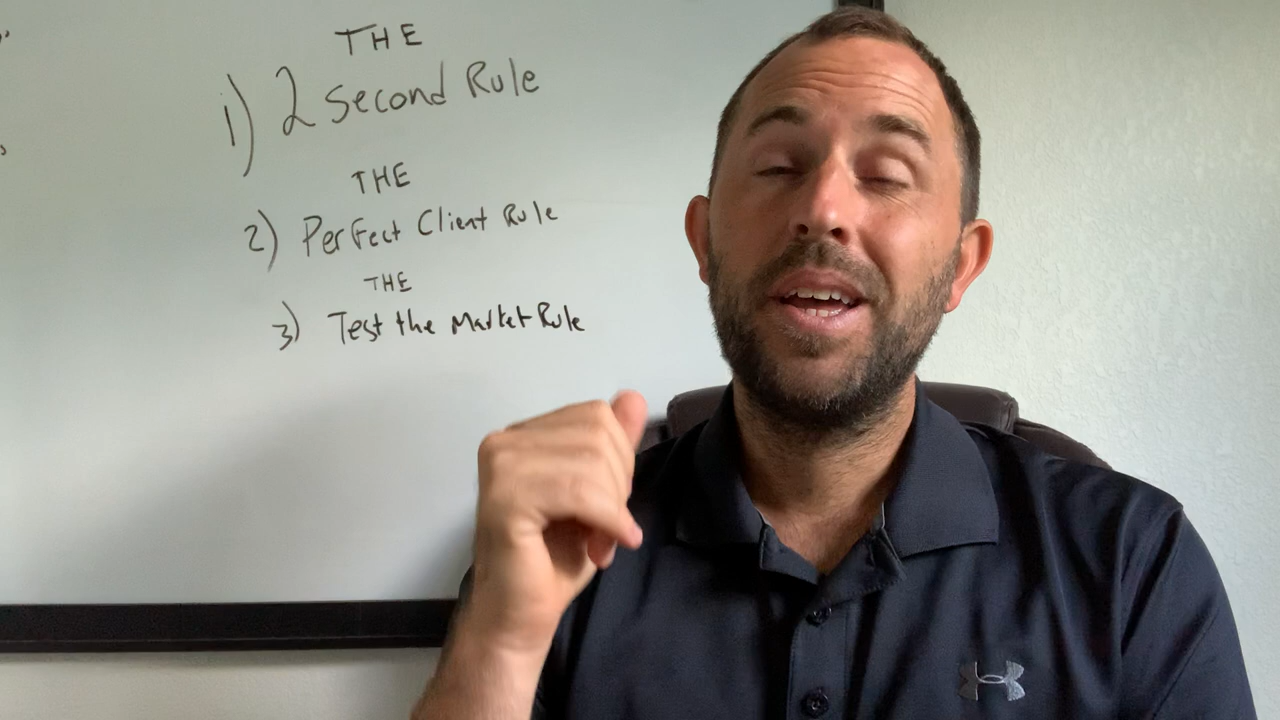 THE
1) 2 Second Rule
THE
2) Perfect Client Rule
THE
3) Test the Market Rule